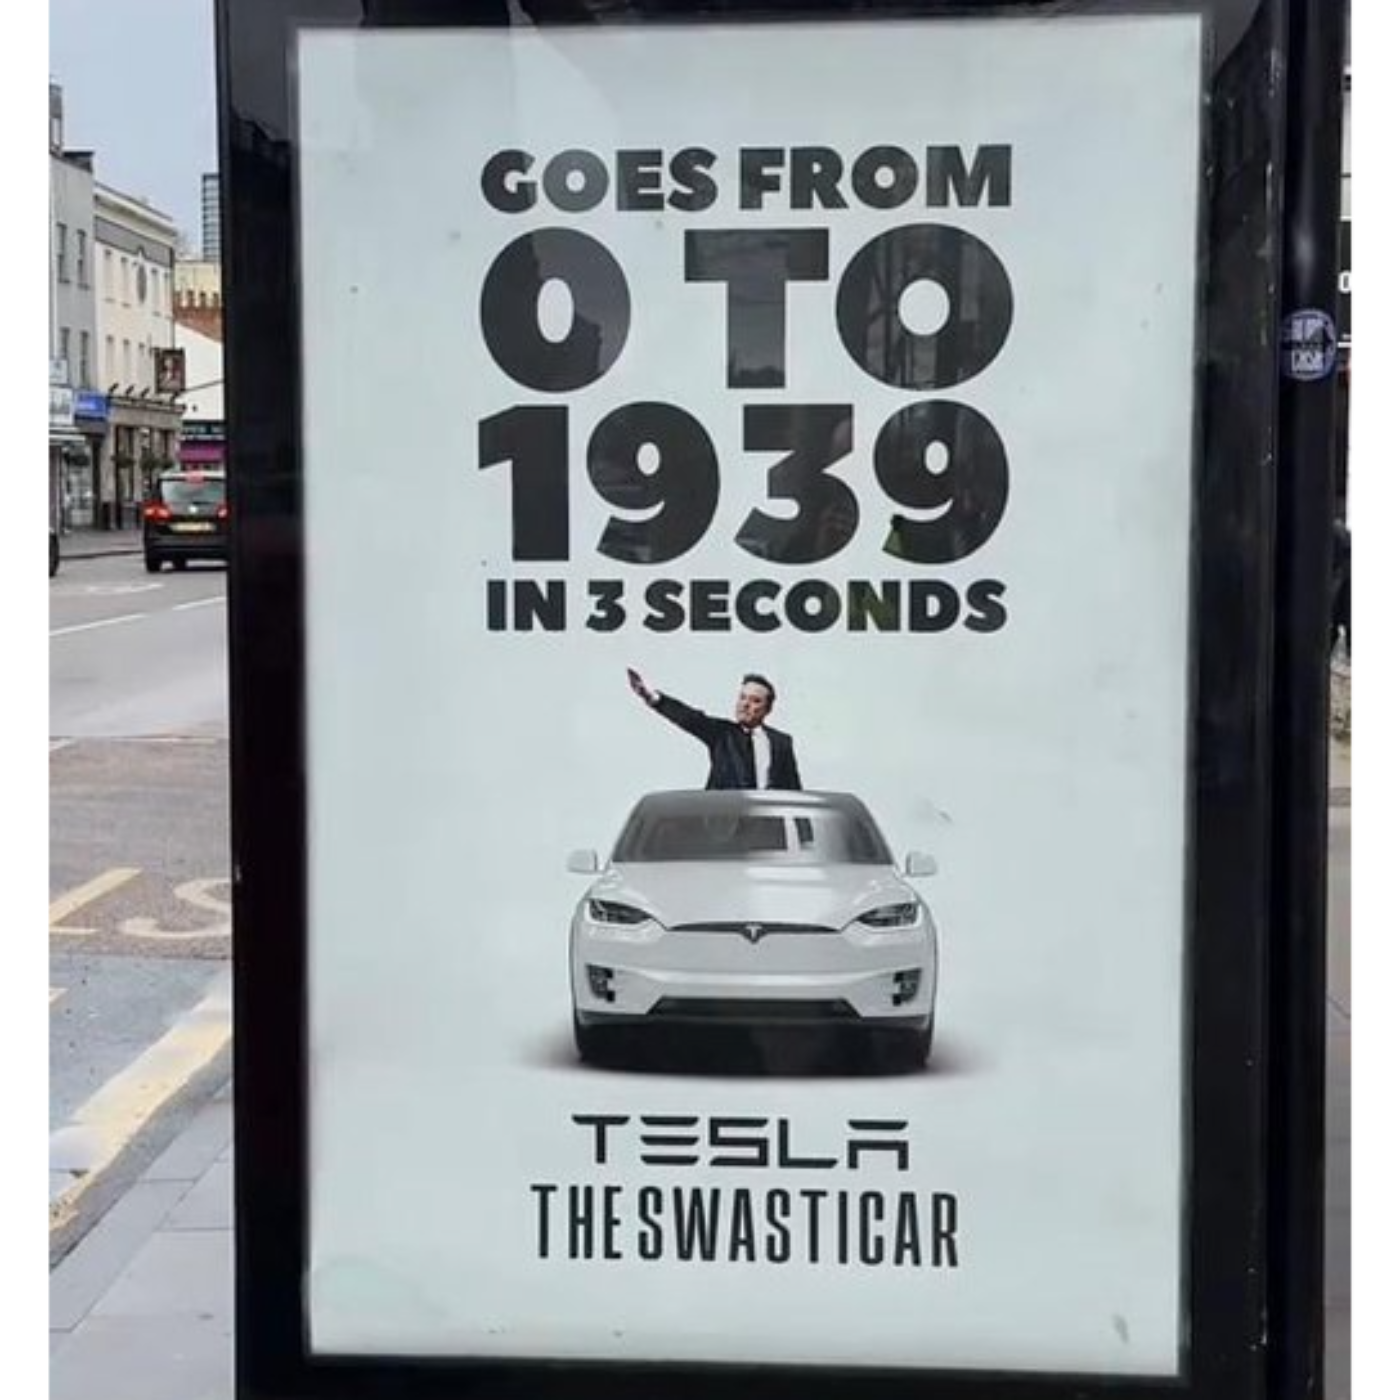 GOES FROM
0 TO
1939
IN 3 SECONDS
TESLA
THE SWASTICAR